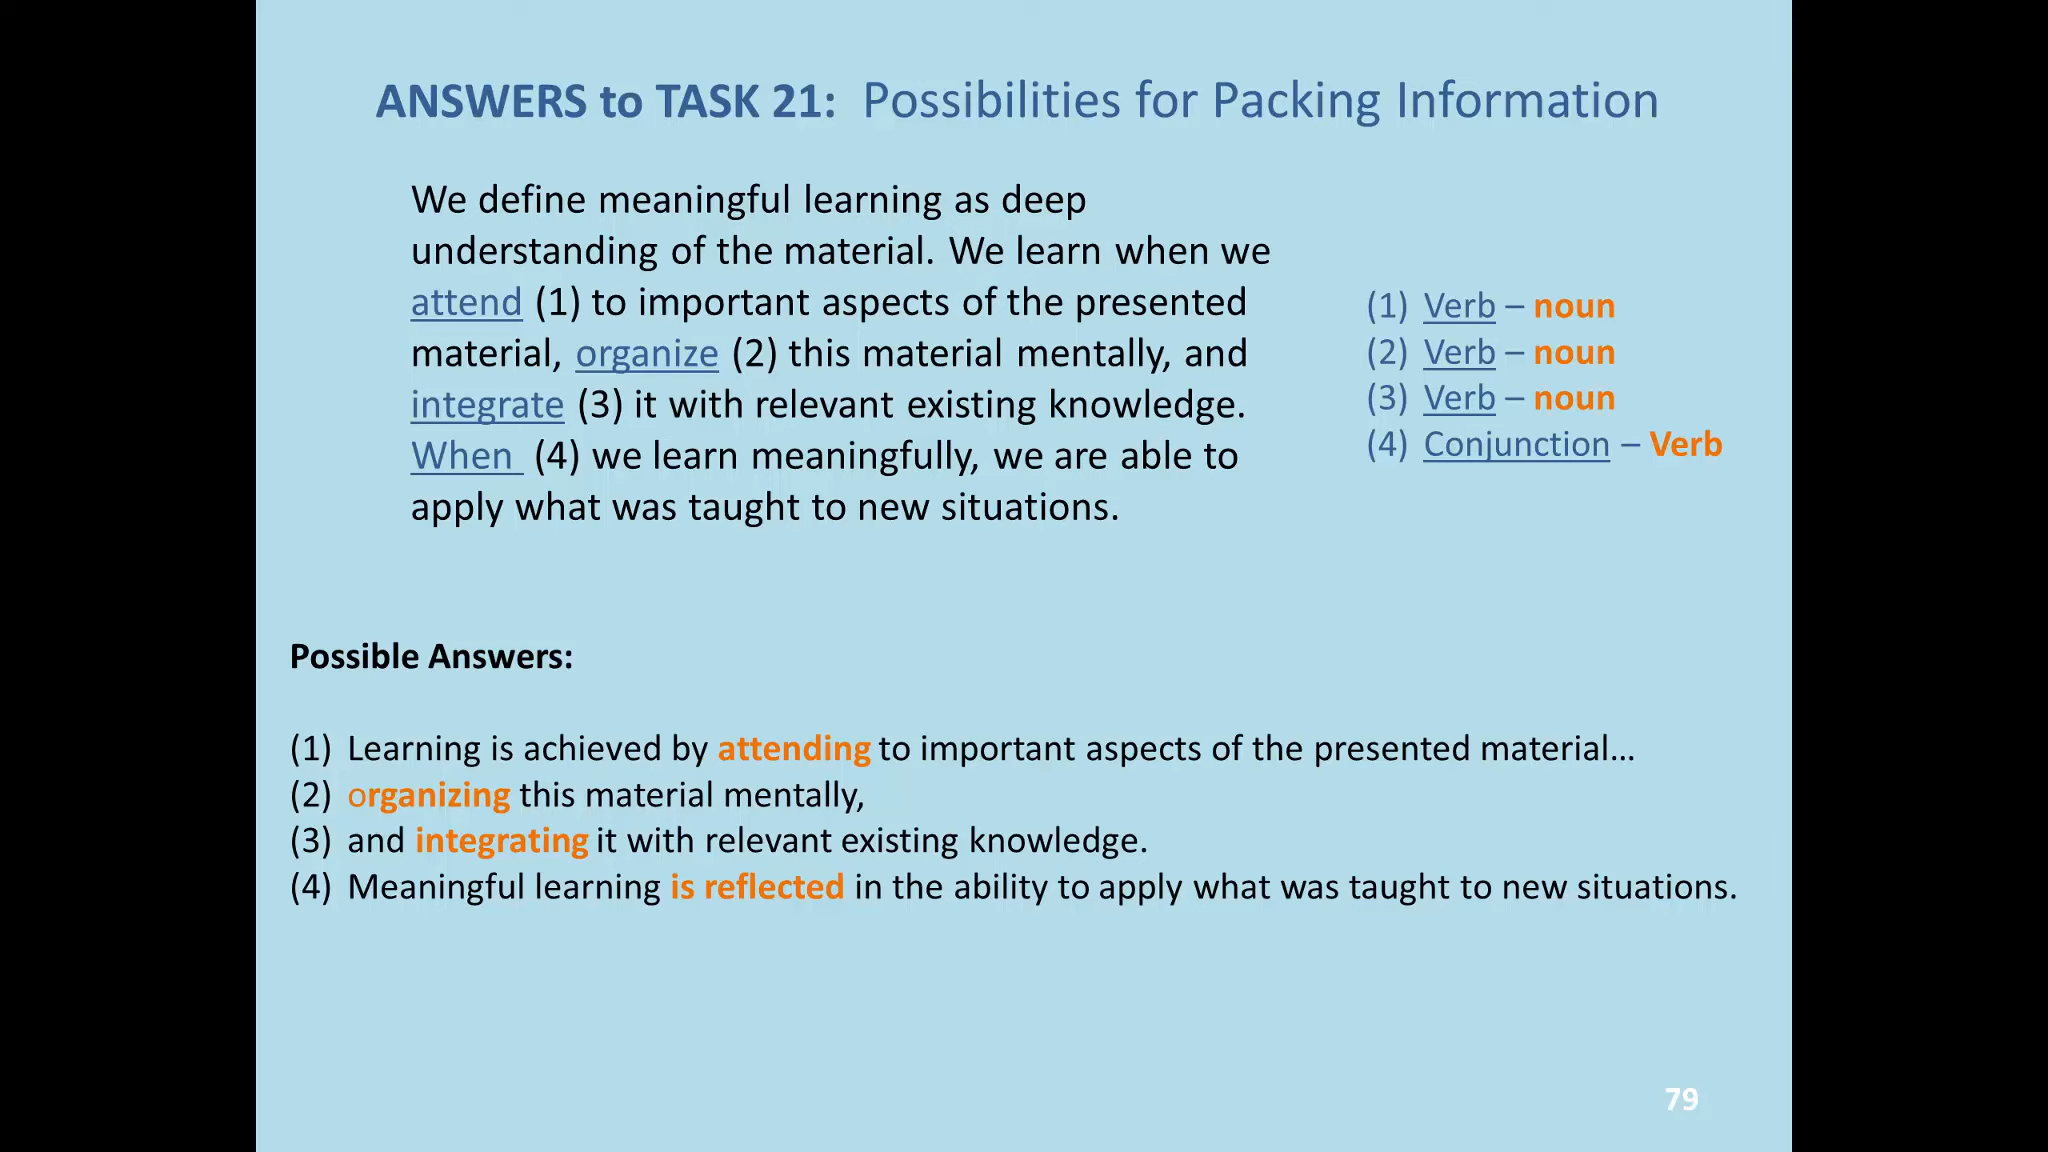 ANSWERS to TASK 21: Possibilities for Packing Information
We define meaningful learning as deep
understanding of the material. We learn when we
attend (1) to important aspects of the presented
material, organize (2) this material mentally, and
integrate (3) it with relevant existing knowledge.
When (4) we learn meaningfully, we are able to
apply what was taught to new situations.
(1) Verb – noun
(2) Verb – noun
(3) Verb – noun
(4) Conjunction – Verb
Possible Answers:
(1) Learning is achieved by attending to important aspects of the presented material…
(2) organizing this material mentally,
(3) and integrating it with relevant existing knowledge.
(4) Meaningful learning is reflected in the ability to apply what was taught to new situations.
79